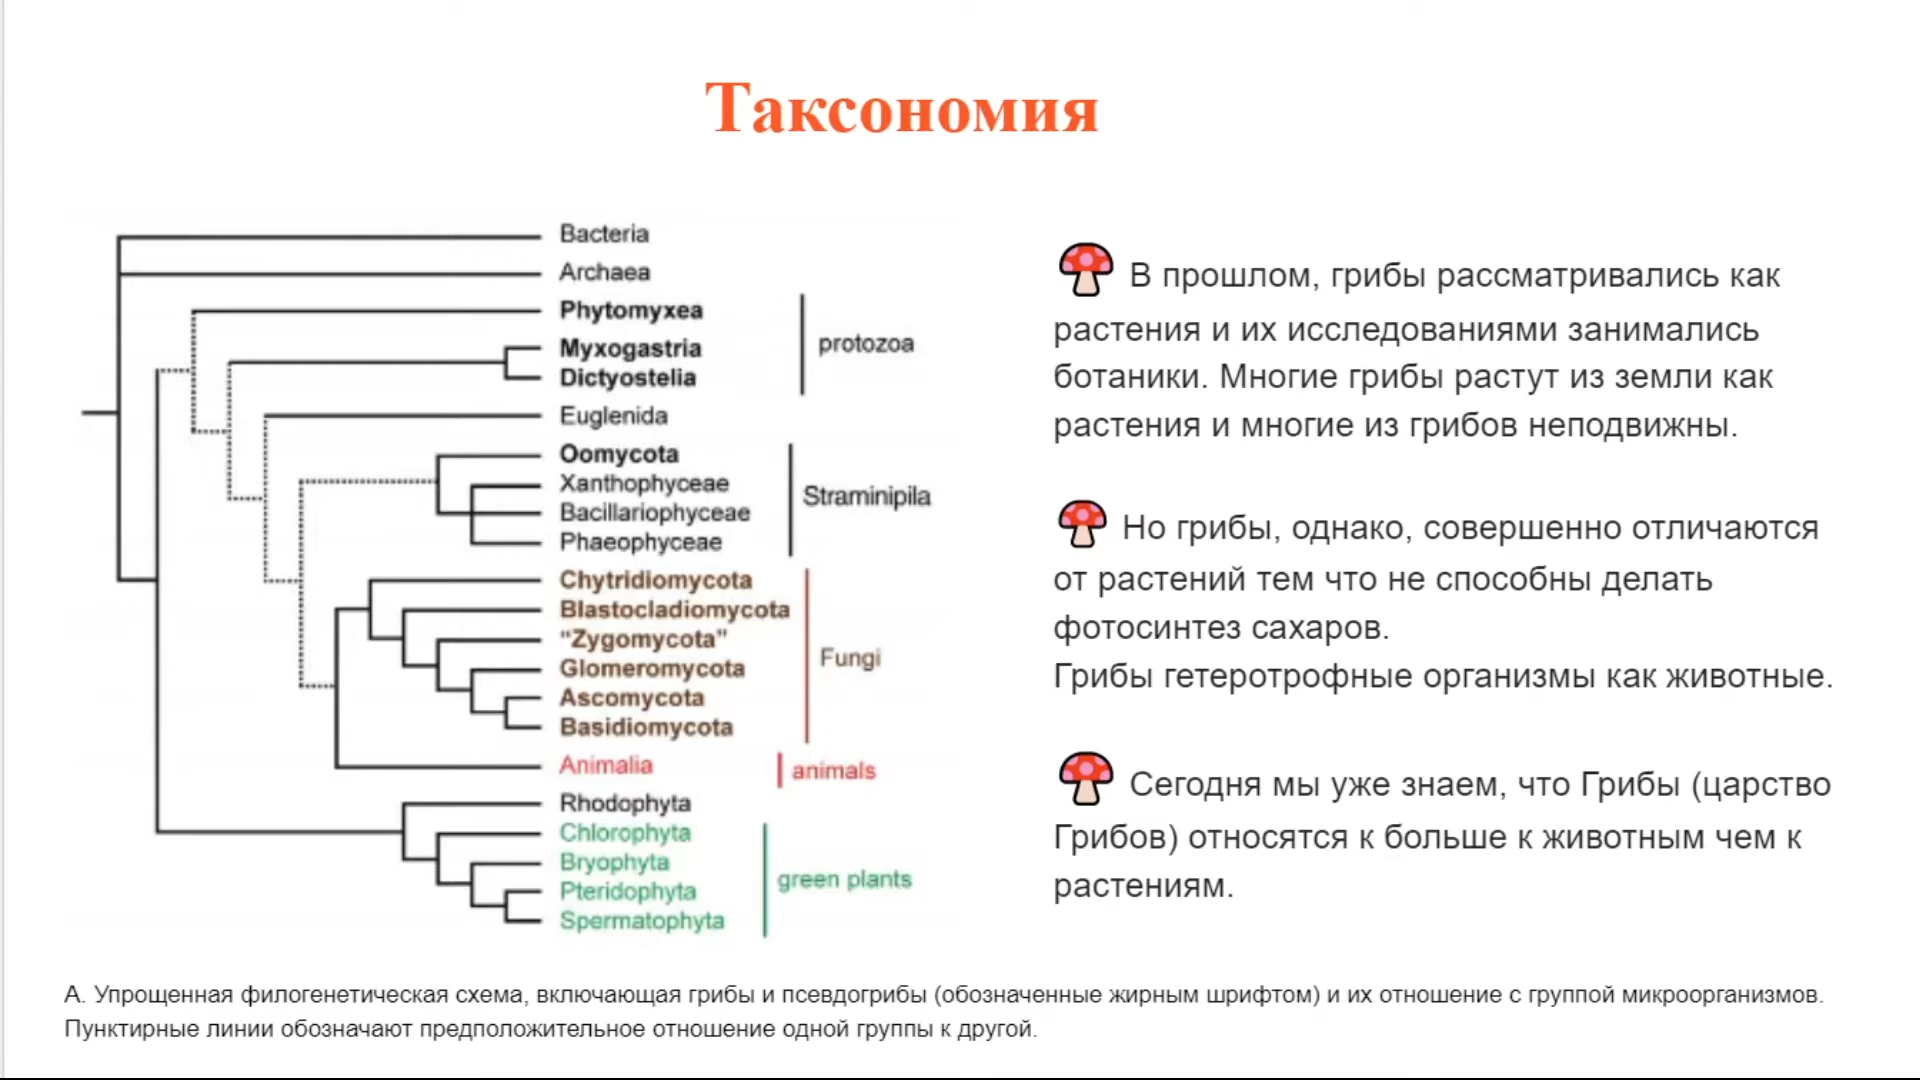 Таксономия
Bacteria
Archaea
Phytomyxea
Myxogastria
Dictyostelia
protozoa
Euglenida
Oomycota
Xanthophyceae
Bacillariophyceae
Phaeophyceae
Straminipila
Chytridiomycota
Blastocladiomycota
“Zygomycota”
Glomeromycota
Ascomycota
Basidiomycota
Fungi
Animalia
animals
Rhodophyta
Chlorophyta
Bryophyta
Pteridophyta
Spermatophyta
green plants
В прошлом, грибы рассматривались как
растения и их исследованиями занимались
ботаники. Многие грибы растут из земли как
растения и многие из грибов неподвижны.
Но грибы, однако, совершенно отличаются
от растений тем что не способны делать
фотосинтез сахаров.
Грибы гетеротрофные организмы как животные.
Сегодня мы уже знаем, что Грибы (царство
Грибов) относятся к больше к животным чем к
растениям.
А. Упрощенная филогенетическая схема, включающая грибы и псевдогрибы (обозначенные жирным шрифтом) и их отношение с группой микроорганизмов.
Пунктирные линии обозначают предположительное отношение одной группы к другой.